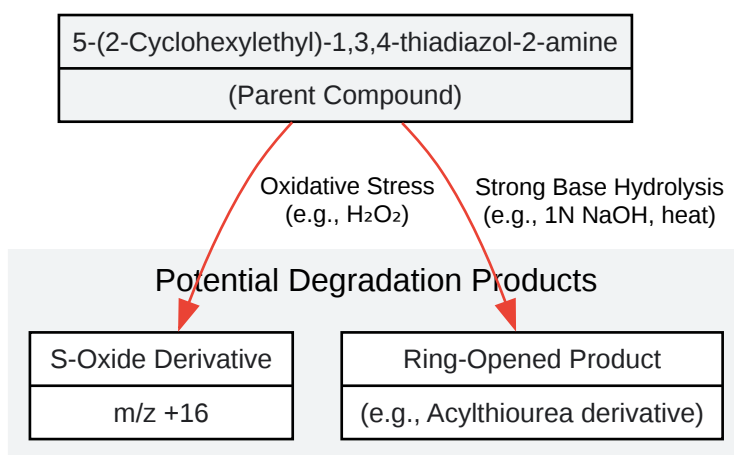 5-(2-Cyclohexylethyl)-1,3,4-thiadiazol-2-amine
(Parent Compound)
Oxidative Stress
(e.g., H₂O₂)
Strong Base Hydrolysis
(e.g., 1N NaOH, heat)
Potential Degradation Products
S-Oxide Derivative
m/z +16
Ring-Opened Product
(e.g., Acylthiourea derivative)